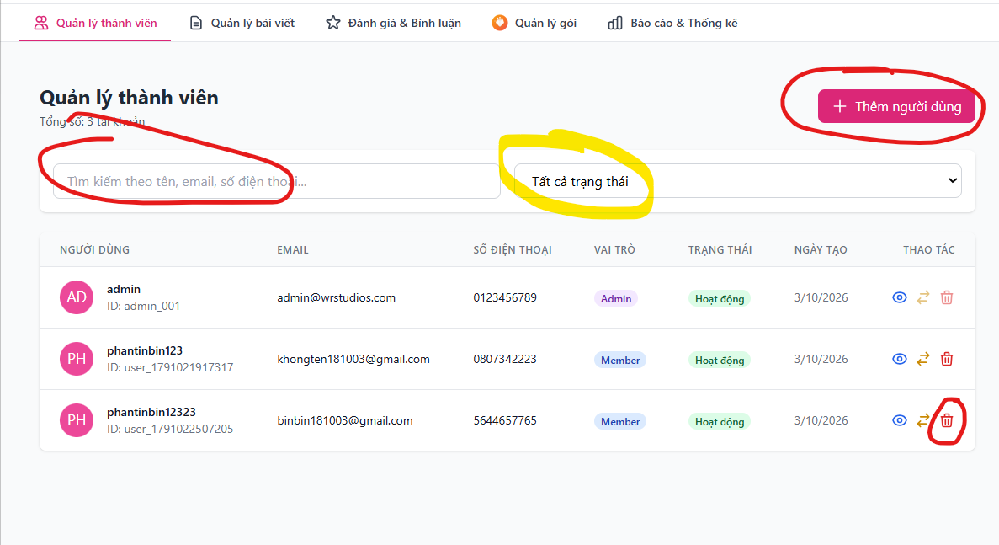 Quản lý thành viên Quản lý bài viết Đánh giá & Bình luận Quản lý gói Báo cáo & Thống kê
Quản lý thành viên
Tổng số: 3 tài khoản
+ Thêm người dùng
Tìm kiếm theo tên, email, số điện thoại...
Tất cả trạng thái
NGƯỜI DÙNG EMAIL SỐ ĐIỆN THOẠI VAI TRÒ TRẠNG THÁI NGÀY TẠO THAO TÁC
AD admin admin@wrstudios.com 0123456789 Admin Hoạt động 3/10/2026
ID: admin_001
PH phantinbin123 khongten181003@gmail.com 0807342223 Member Hoạt động 3/10/2026
ID: user_1791021917317
PH phantinbin12323 binbin181003@gmail.com 5644657765 Member Hoạt động 3/10/2026
ID: user_1791022507205